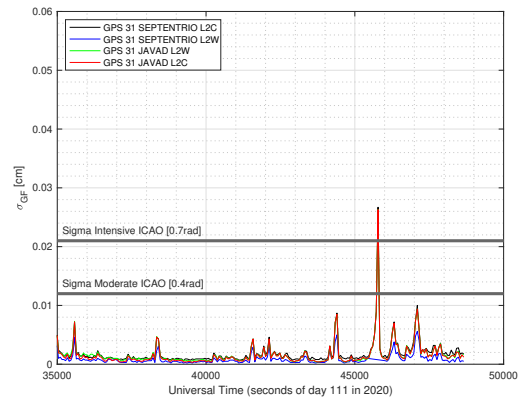 0.06
GPS 31 SEPTENTRIO L2C
GPS 31 SEPTENTRIO L2W
GPS 31 JAVAD L2W
GPS 31 JAVAD L2C
0.05
0.04
σGF [cm]
0.03
Sigma Intensive ICAO [0.7rad]
0.02
Sigma Moderate ICAO [0.4rad]
0.01
0
35000 40000 45000 50000
Universal Time (seconds of day 111 in 2020)